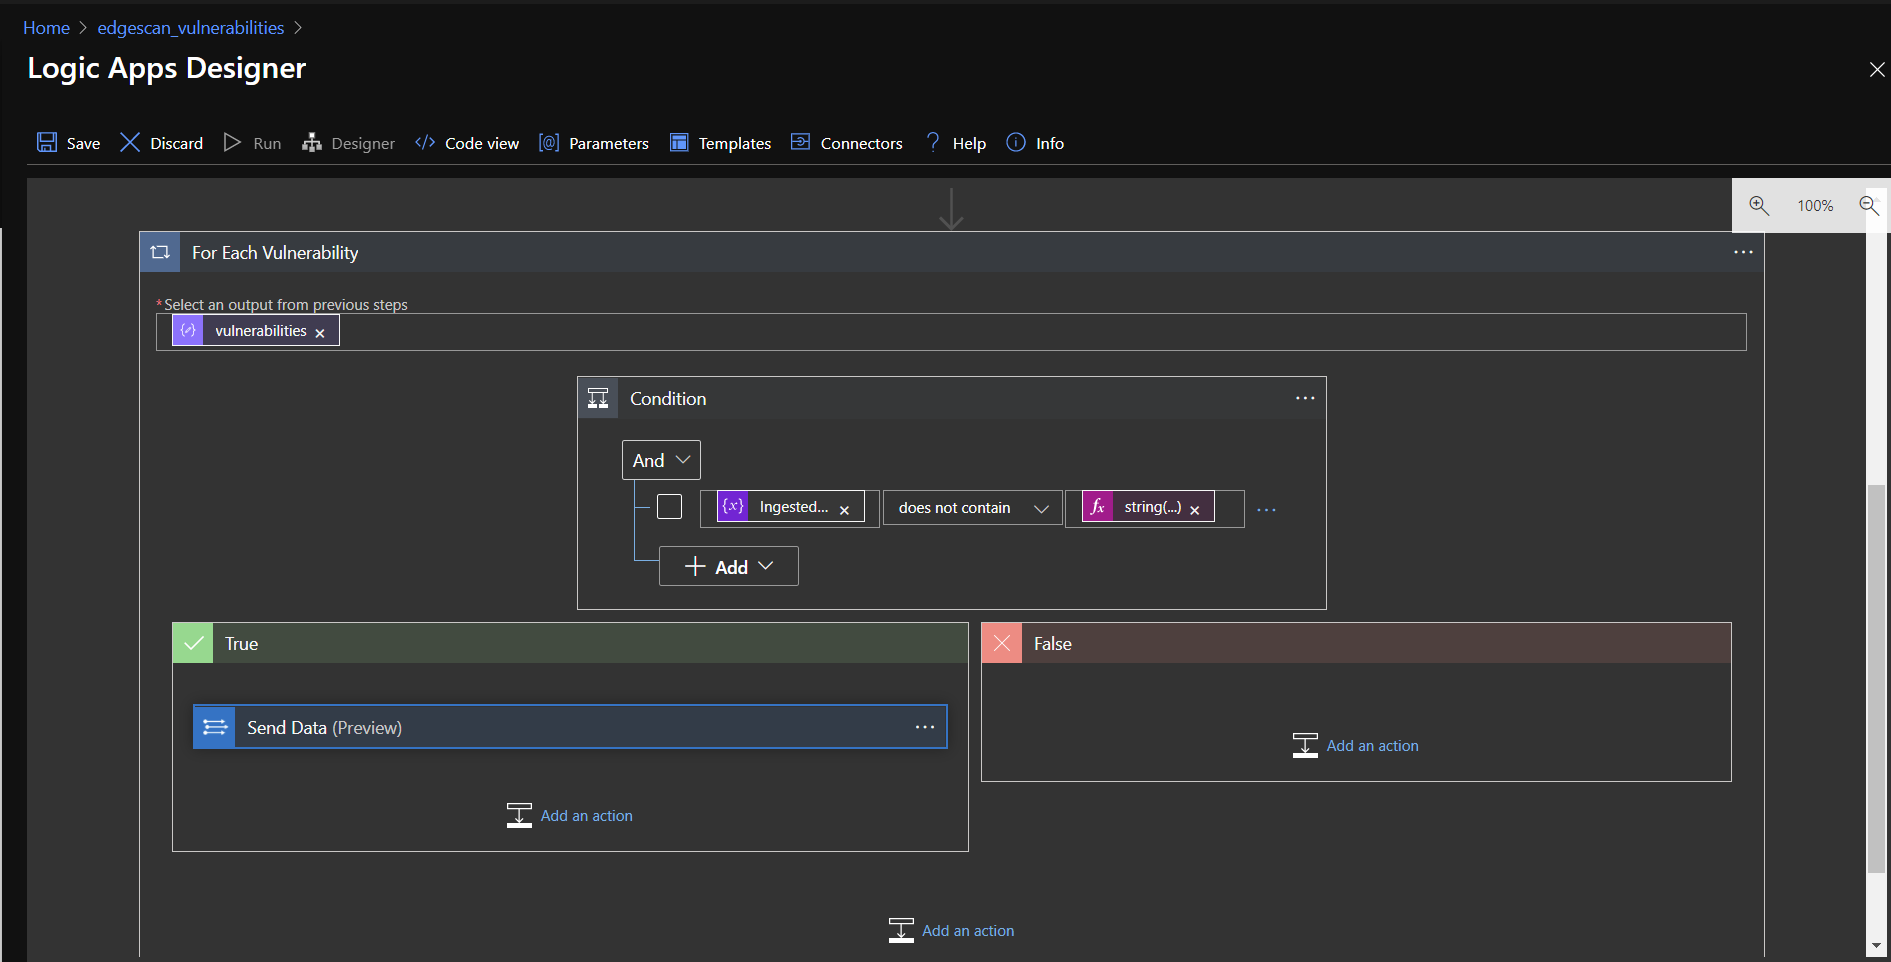 Home > edgescan_vulnerabilities >
Logic Apps Designer
Save Discard Run Designer Code view Parameters Templates Connectors Help Info
100%
For Each Vulnerability
*Select an output from previous steps
vulnerabilities
Condition
And
Ingested... does not contain string(...)
Add
True
False
Send Data (Preview)
Add an action
Add an action
Add an action